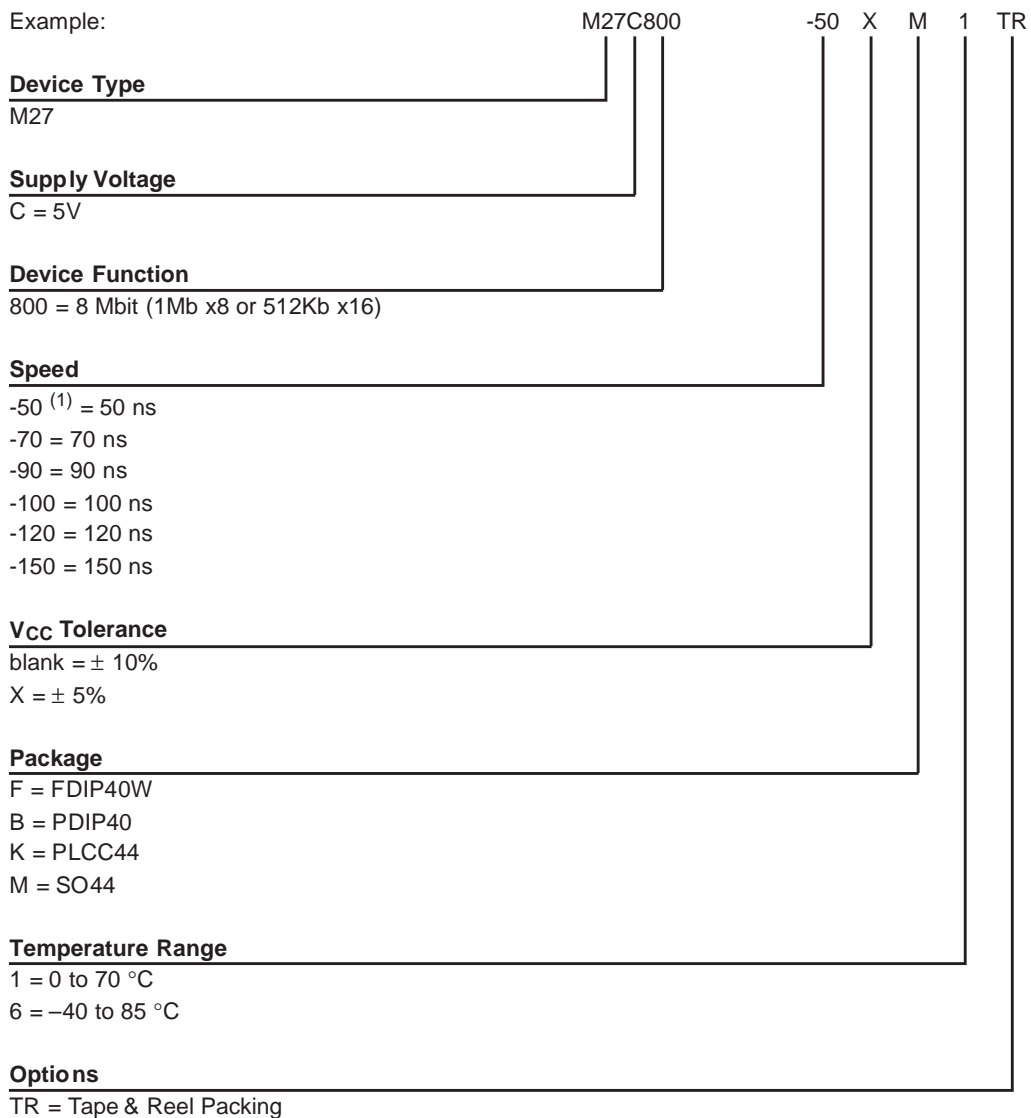 Example: M27C800 -50 X M 1 TR
Device Type
M27
Supply Voltage
C = 5V
Device Function
800 = 8 Mbit (1Mb x8 or 512Kb x16)
Speed
-50 (1) = 50 ns
-70 = 70 ns
-90 = 90 ns
-100 = 100 ns
-120 = 120 ns
-150 = 150 ns
VCC Tolerance
blank = ± 10%
X = ± 5%
Package
F = FDIP40W
B = PDIP40
K = PLCC44
M = SO44
Temperature Range
1 = 0 to 70 °C
6 = –40 to 85 °C
Options
TR = Tape & Reel Packing